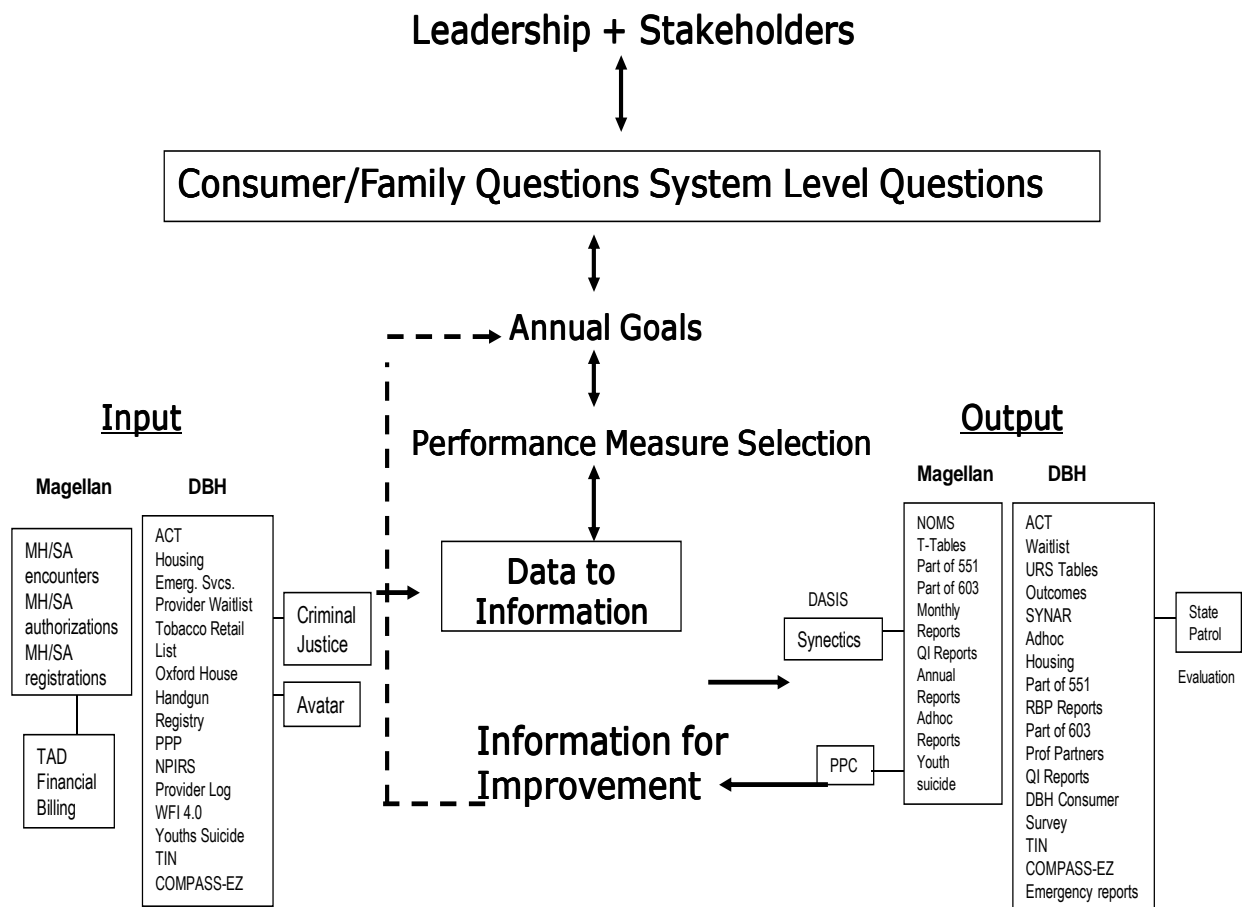 Leadership + Stakeholders
Consumer/Family Questions System Level Questions
Annual Goals
Performance Measure Selection
Data to
Information
Information for
Improvement
Input
Magellan
MH/SA
encounters
MH/SA
authorizations
MH/SA
registrations
TAD
Financial
Billing
DBH
ACT
Housing
Emerg. Svcs.
Provider Waitlist
Tobacco Retail
List
Oxford House
Handgun
Registry
PPP
NPIRS
Provider Log
WFI 4.0
Youths Suicide
TIN
COMPASS-EZ
Criminal
Justice
Avatar
Output
DASIS
Synectics
PPC
Magellan
NOMS
T-Tables
Part of 551
Part of 603
Monthly
Reports
QI Reports
Annual
Reports
Adhoc
Reports
Youth
suicide
DBH
ACT
Waitlist
URS Tables
Outcomes
SYNAR
Adhoc
Housing
Part of 551
RBP Reports
Part of 603
Prof Partners
QI Reports
DBH Consumer
Survey
TIN
COMPASS-EZ
Emergency reports
State
Patrol
Evaluation